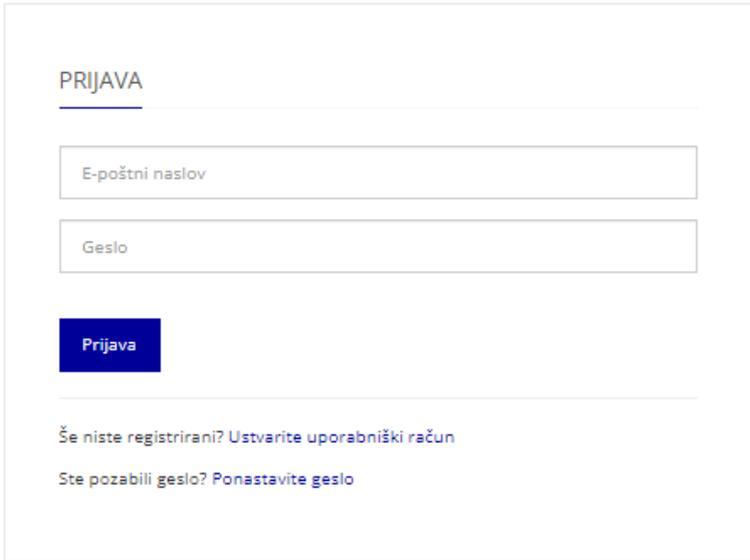 PRIJAVA
E-poštni naslov
Geslo
Prijava
Še niste registrirani? Ustvarite uporabniški račun
Ste pozabili geslo? Ponastavite geslo